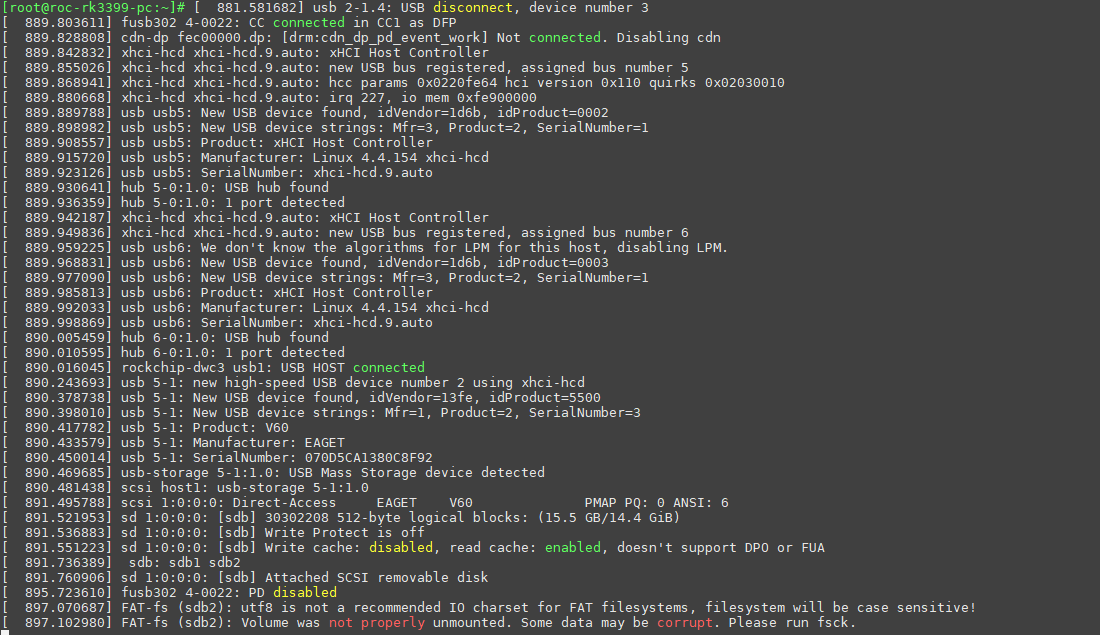 [root@roc-rk3399-pc:~]# [  881.581682] usb 2-1.4: USB disconnect, device number 3
[  889.803611] fusb302 4-0022: CC connected in CC1 as DFP
[  889.828808] cdn-dp fec00000.dp: [drm:cdn_dp_pd_event_work] Not connected. Disabling cdn
[  889.842832] xhci-hcd xhci-hcd.9.auto: xHCI Host Controller
[  889.855026] xhci-hcd xhci-hcd.9.auto: new USB bus registered, assigned bus number 5
[  889.868941] xhci-hcd xhci-hcd.9.auto: hcc params 0x0220fe64 hci version 0x110 quirks 0x02030010
[  889.880668] xhci-hcd xhci-hcd.9.auto: irq 227, io mem 0xfe900000
[  889.889788] usb usb5: New USB device found, idVendor=1d6b, idProduct=0002
[  889.898982] usb usb5: New USB device strings: Mfr=3, Product=2, SerialNumber=1
[  889.908557] usb usb5: Product: xHCI Host Controller
[  889.915720] usb usb5: Manufacturer: Linux 4.4.154 xhci-hcd
[  889.923126] usb usb5: SerialNumber: xhci-hcd.9.auto
[  889.930641] hub 5-0:1.0: USB hub found
[  889.936359] hub 5-0:1.0: 1 port detected
[  889.942187] xhci-hcd xhci-hcd.9.auto: xHCI Host Controller
[  889.949836] xhci-hcd xhci-hcd.9.auto: new USB bus registered, assigned bus number 6
[  889.959225] usb usb6: We don't know the algorithms for LPM for this host, disabling LPM.
[  889.968831] usb usb6: New USB device found, idVendor=1d6b, idProduct=0003
[  889.977090] usb usb6: New USB device strings: Mfr=3, Product=2, SerialNumber=1
[  889.985813] usb usb6: Product: xHCI Host Controller
[  889.992033] usb usb6: Manufacturer: Linux 4.4.154 xhci-hcd
[  889.998869] usb usb6: SerialNumber: xhci-hcd.9.auto
[  890.005459] hub 6-0:1.0: USB hub found
[  890.010595] hub 6-0:1.0: 1 port detected
[  890.016045] rockchip-dwc3 usb1: USB HOST connected
[  890.243693] usb 5-1: new high-speed USB device number 2 using xhci-hcd
[  890.378738] usb 5-1: New USB device found, idVendor=13fe, idProduct=5500
[  890.398010] usb 5-1: New USB device strings: Mfr=1, Product=2, SerialNumber=3
[  890.417782] usb 5-1: Product: V60
[  890.433579] usb 5-1: Manufacturer: EAGET
[  890.450014] usb 5-1: SerialNumber: 070D5CA1380C8F92
[  890.469685] usb-storage 5-1:1.0: USB Mass Storage device detected
[  890.481438] scsi host1: usb-storage 5-1:1.0
[  891.495788] scsi 1:0:0:0: Direct-Access     EAGET    V60              PMAP PQ: 0 ANSI: 6
[  891.521953] sd 1:0:0:0: [sdb] 30302208 512-byte logical blocks: (15.5 GB/14.4 GiB)
[  891.536883] sd 1:0:0:0: [sdb] Write Protect is off
[  891.551223] sd 1:0:0:0: [sdb] Write cache: disabled, read cache: enabled, doesn't support DPO or FUA
[  891.736389]  sdb: sdb1 sdb2
[  891.760906] sd 1:0:0:0: [sdb] Attached SCSI removable disk
[  895.723610] fusb302 4-0022: PD disabled
[  897.070687] FAT-fs (sdb2): utf8 is not a recommended IO charset for FAT filesystems, filesystem will be case sensitive!
[  897.102980] FAT-fs (sdb2): Volume was not properly unmounted. Some data may be corrupt. Please run fsck.